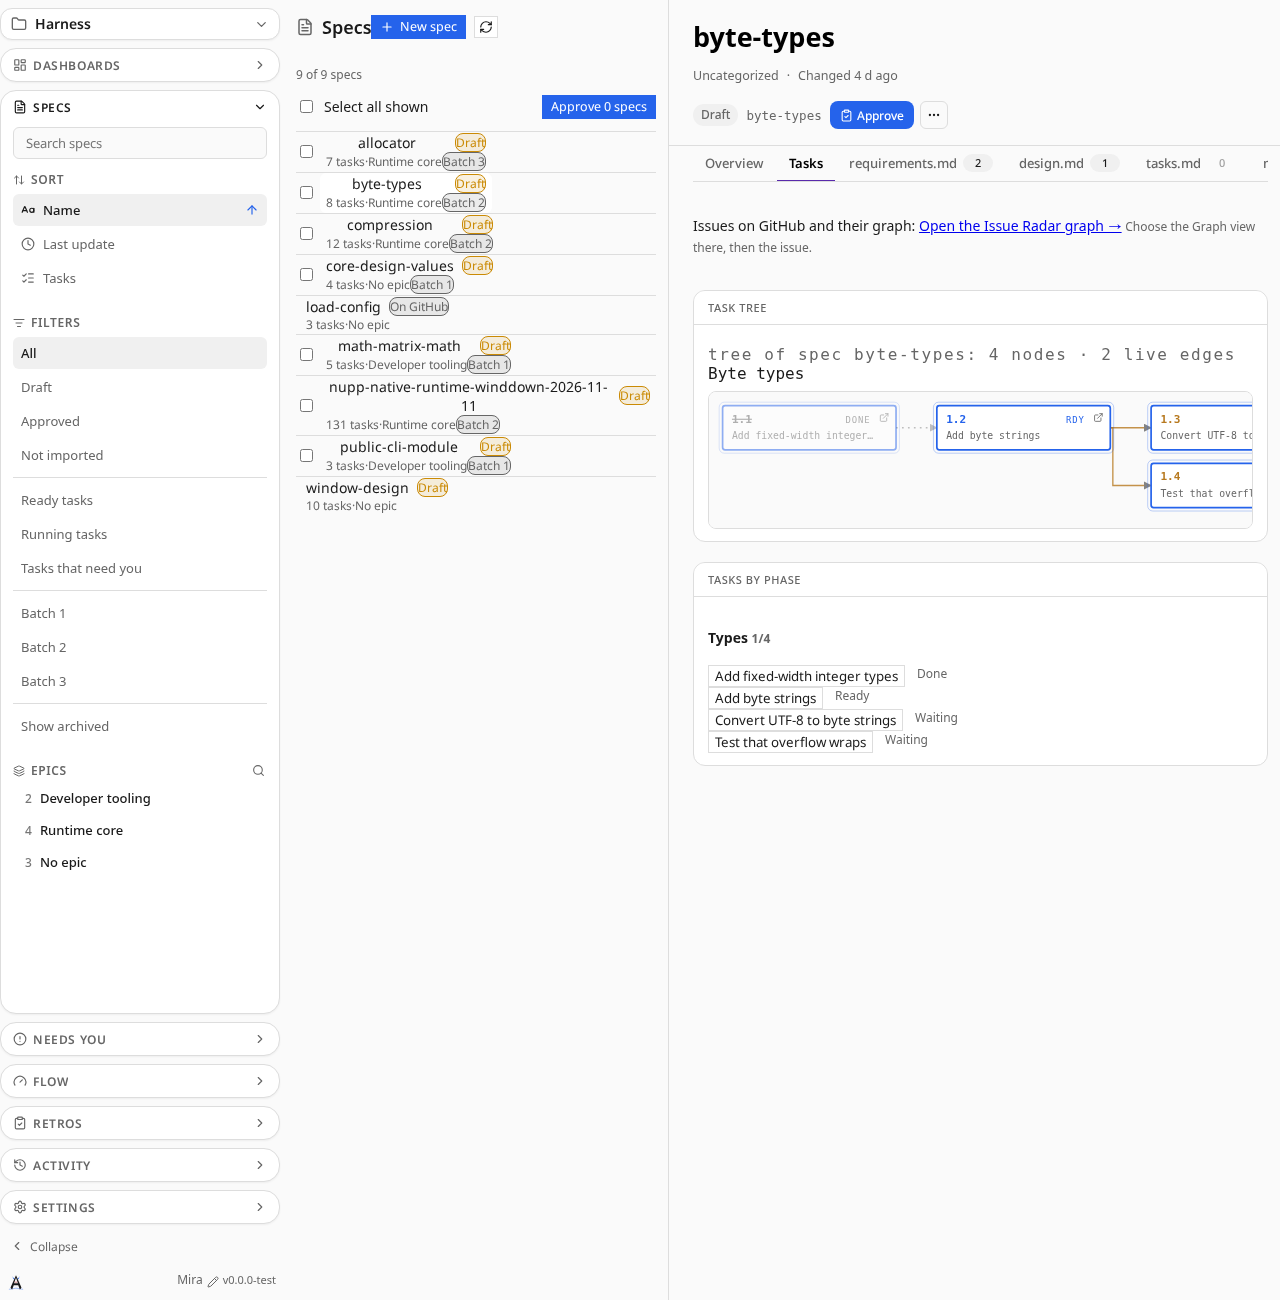 Harness
DASHBOARDS
SPECS
Search specs
SORT
Aa Name
Last update
Tasks
FILTERS
All
Draft
Approved
Not imported
Ready tasks
Running tasks
Tasks that need you
Batch 1
Batch 2
Batch 3
Show archived
EPICS
2 Developer tooling
4 Runtime core
3 No epic
NEEDS YOU
FLOW
RETROS
ACTIVITY
SETTINGS
Collapse
A Mira v0.0.0-test
Specs + New spec
9 of 9 specs
Select all shown Approve 0 specs
allocator Draft
7 tasks·Runtime core Batch 3
byte-types Draft
8 tasks·Runtime core Batch 2
compression Draft
12 tasks·Runtime core Batch 2
core-design-values Draft
4 tasks·No epic Batch 1
load-config On GitHub
3 tasks·No epic
math-matrix-math Draft
5 tasks·Developer tooling Batch 1
nupp-native-runtime-winddown-2026-11-
11 Draft
131 tasks·Runtime core Batch 2
public-cli-module Draft
3 tasks·Developer tooling Batch 1
window-design Draft
10 tasks·No epic
byte-types
Uncategorized · Changed 4 d ago
Draft byte-types Approve ···
Overview Tasks requirements.md 2 design.md 1 tasks.md 0 r
Issues on GitHub and their graph: Open the Issue Radar graph → Choose the Graph view
there, then the issue.
TASK TREE
tree of spec byte-types: 4 nodes · 2 live edges
Byte types
1.1 DONE
Add fixed-width integer…
1.2 RDY
Add byte strings
1.3
Convert UTF-8 to
1.4
Test that overfl
TASKS BY PHASE
Types 1/4
Add fixed-width integer types Done
Add byte strings Ready
Convert UTF-8 to byte strings Waiting
Test that overflow wraps Waiting